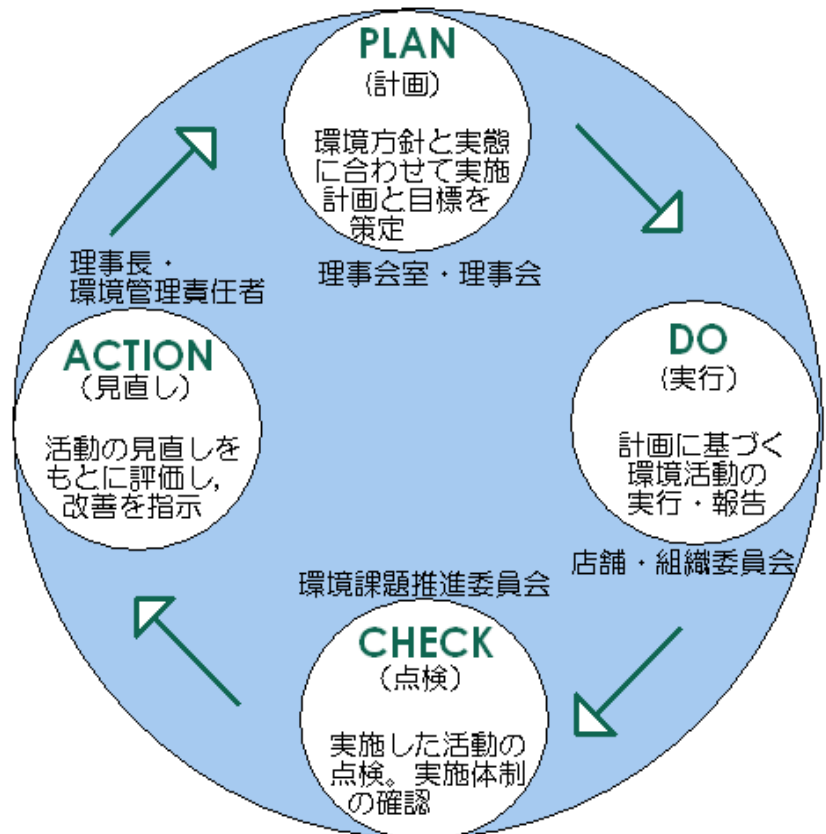 PLAN
(計画)
環境方針と実態
に合わせて実施
計画と目標を
策定
理事会室・理事会
DO
(実行)
計画に基づく
環境活動の
実行・報告
店舗・組織委員会
環境課題推進委員会
CHECK
(点検)
実施した活動の
点検。実施体制
の確認
理事長・
環境管理責任者
ACTION
(見直し)
活動の見直しを
もとに評価し,
改善を指示